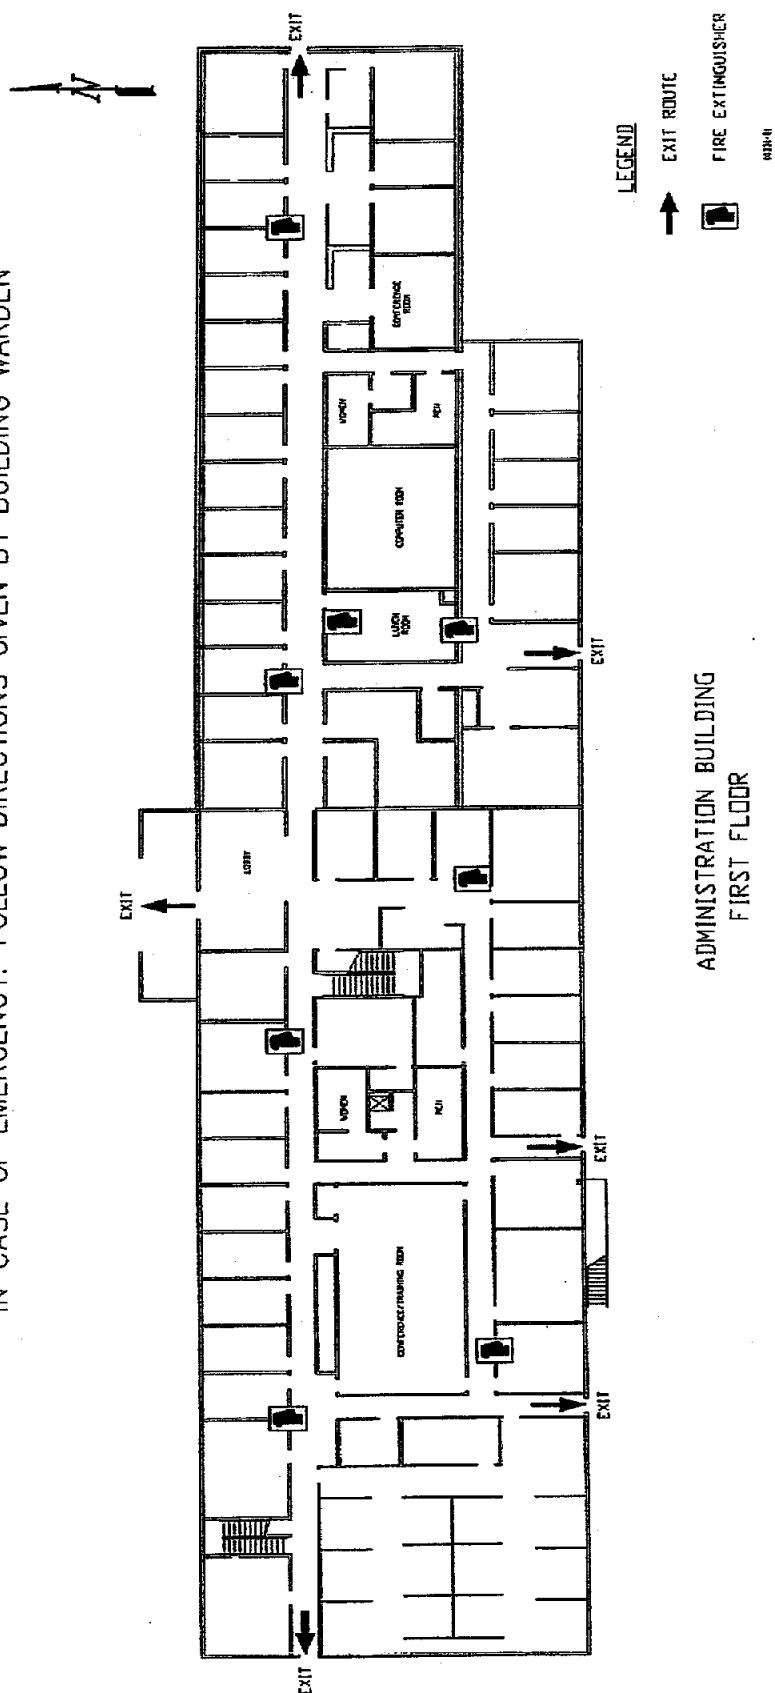 IN CASE OF EMERGENCY: FOLLOW DIRECTIONS GIVEN BY BUILDING WARDEN
EXIT
EXIT
LOBBY
WOMEN
MEN
CONFERENCE/TRAINING ROOM
LUNCH
ROOM
COMPUTER ROOM
WOMEN
MEN
CONFERENCE
ROOM
EXIT
EXIT
EXIT
EXIT
N
ADMINISTRATION BUILDING
FIRST FLOOR
LEGEND
EXIT ROUTE
FIRE EXTINGUISHER